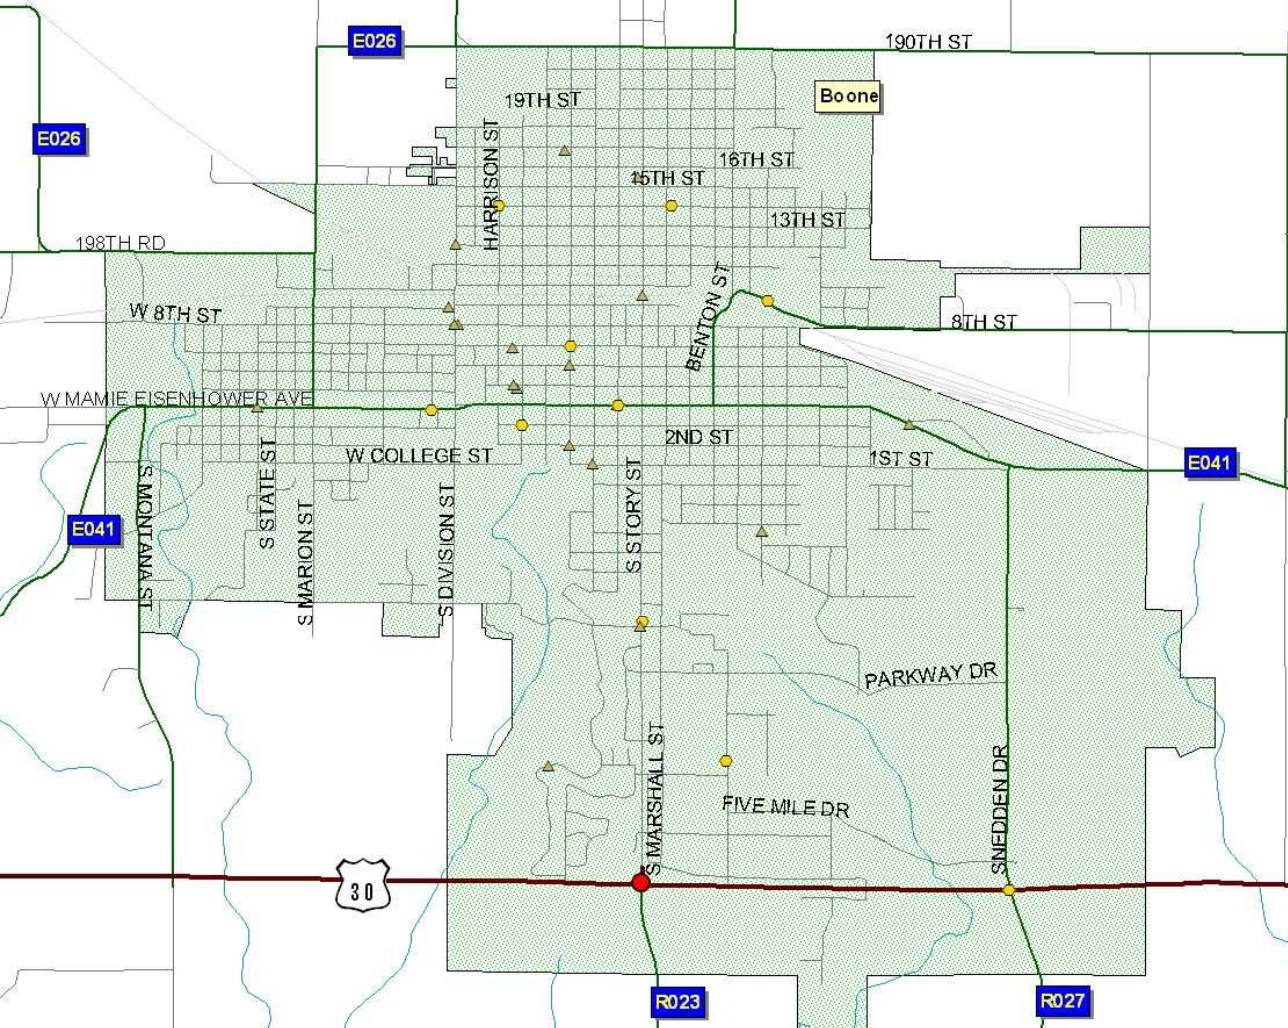 E026
190TH ST
Boone
19TH ST
E026
HARRISON ST
16TH ST
15TH ST
13TH ST
198TH RD
BENTON ST
W 8TH ST
8TH ST
W MAMIE EISENHOWER AVE
2ND ST
W COLLEGE ST
1ST ST
E041
S MONTANA ST
S STATE ST
S MARION ST
S DIVISION ST
S STORY ST
E041
PARKWAY DR
S MARSHALL ST
SNEDDEN DR
FIVE MILE DR
30
R023
R027